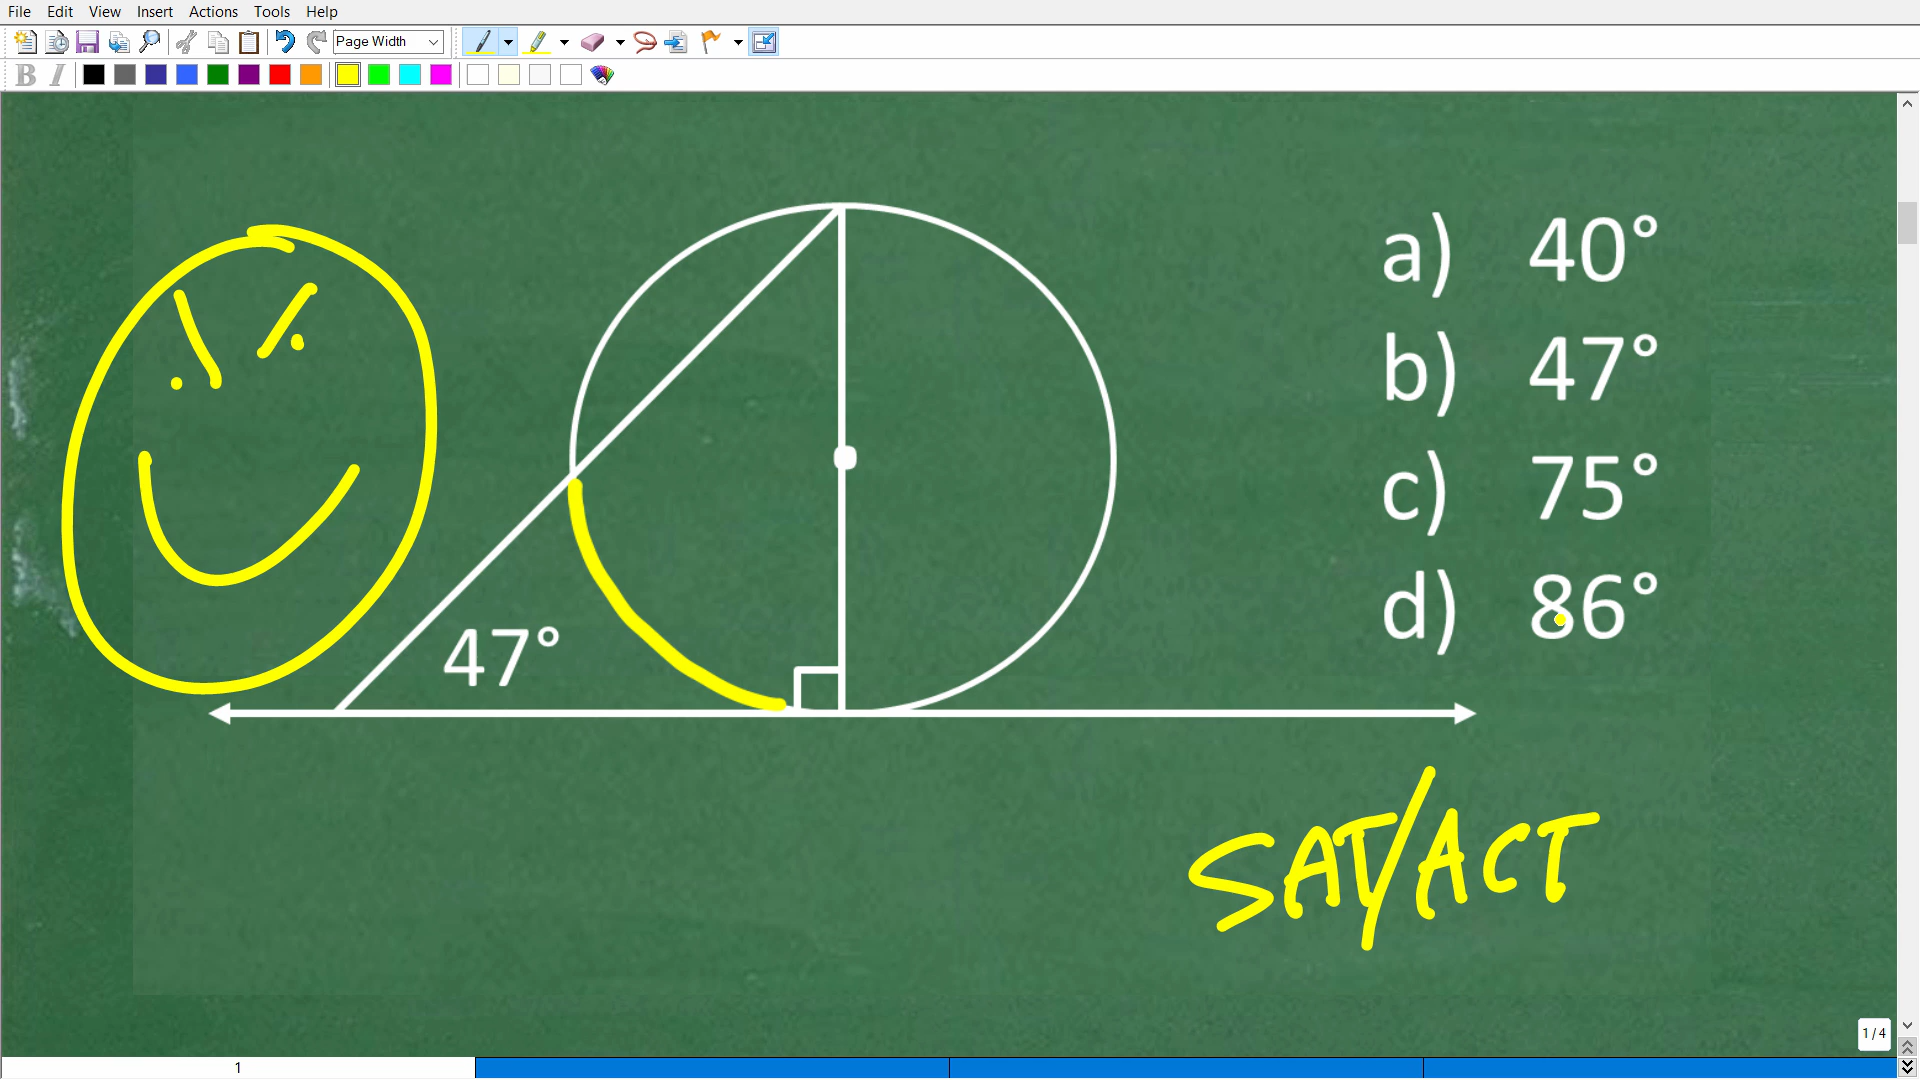 File Edit View Insert Actions Tools Help
Page Width
B I
a) 40°
b) 47°
c) 75°
d) 86°
47°
SAT/ACT
1 / 4
1